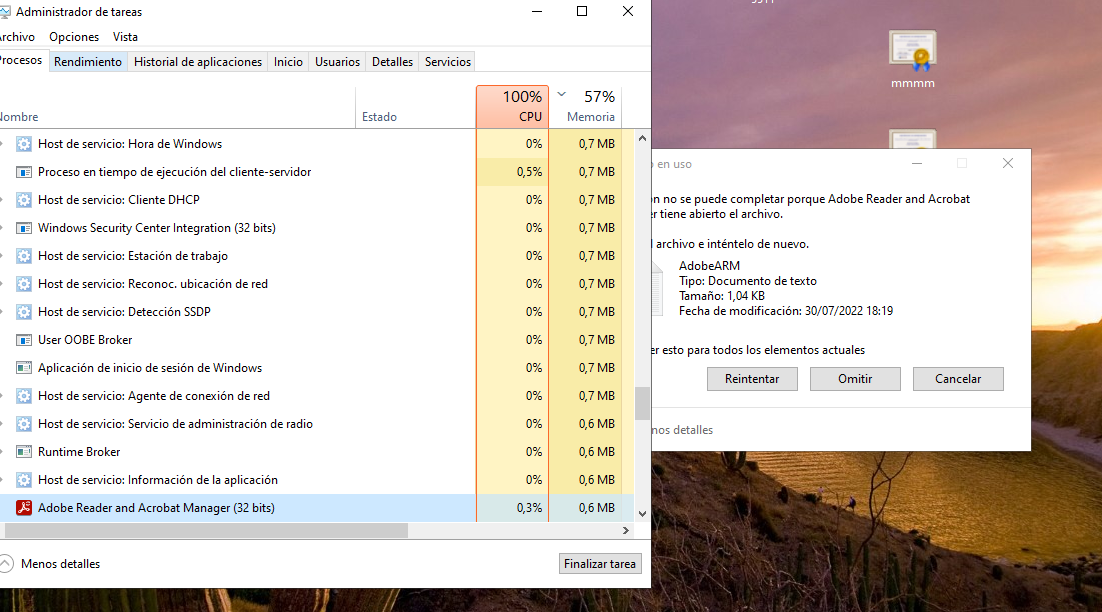 Administrador de tareas
rchivo Opciones Vista
rocesos Rendimiento Historial de aplicaciones Inicio Usuarios Detalles Servicios
100% 57%
ombre Estado CPU Memoria
Host de servicio: Hora de Windows 0% 0,7 MB
Proceso en tiempo de ejecución del cliente-servidor 0,5% 0,7 MB
Host de servicio: Cliente DHCP 0% 0,7 MB
Windows Security Center Integration (32 bits) 0% 0,7 MB
Host de servicio: Estación de trabajo 0% 0,7 MB
Host de servicio: Reconoc. ubicación de red 0% 0,7 MB
Host de servicio: Detección SSDP 0% 0,7 MB
User OOBE Broker 0% 0,7 MB
Aplicación de inicio de sesión de Windows 0% 0,7 MB
Host de servicio: Agente de conexión de red 0% 0,7 MB
Host de servicio: Servicio de administración de radio 0% 0,6 MB
Runtime Broker 0% 0,6 MB
Host de servicio: Información de la aplicación 0% 0,6 MB
Adobe Reader and Acrobat Manager (32 bits) 0,3% 0,6 MB
Menos detalles
Finalizar tarea
mmmm
o en uso
ón no se puede completar porque Adobe Reader and Acrobat
er tiene abierto el archivo.
l archivo e inténtelo de nuevo.
AdobeARM
Tipo: Documento de texto
Tamaño: 1,04 KB
Fecha de modificación: 30/07/2022 18:19
er esto para todos los elementos actuales
Reintentar Omitir Cancelar
nos detalles